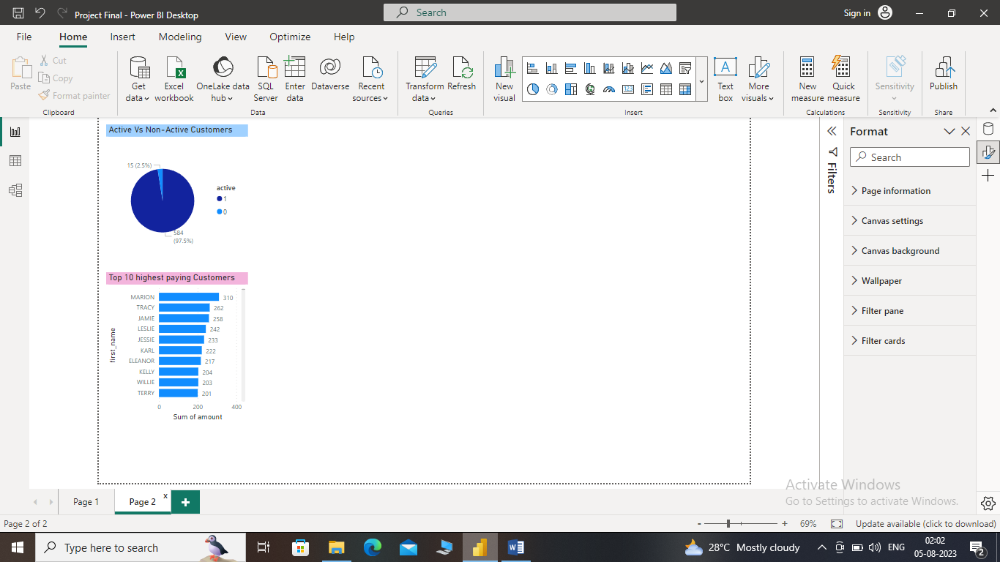 Project Final - Power BI Desktop
Search
Sign in
File Home Insert Modeling View Optimize Help
Paste
Cut
Copy
Format painter
Clipboard
Get data
Excel workbook
OneLake data hub
SQL Server
Enter data
Dataverse
Recent sources
Data
Transform data
Refresh
Queries
New visual
Text box
More visuals
Insert
New measure
Quick measure
Calculations
Sensitivity
Sensitivity
Publish
Share
Active Vs Non-Active Customers
15 (2.5%)
active
1
0
584
(97.5%)
Top 10 highest paying Customers
first_name
MARION 310
TRACY 262
JAMIE 258
LESLIE 242
JESSIE 233
KARL 222
ELEANOR 217
KELLY 204
WILLIE 203
TERRY 201
0 200 400
Sum of amount
Filters
Format
Search
Page information
Canvas settings
Canvas background
Wallpaper
Filter pane
Filter cards
Activate Windows
Go to Settings to activate Windows.
Page 1
Page 2
x
Page 2 of 2
- + 69%
Update available (click to download)
Type here to search
28°C Mostly cloudy
ENG
02:02
05-08-2023
2